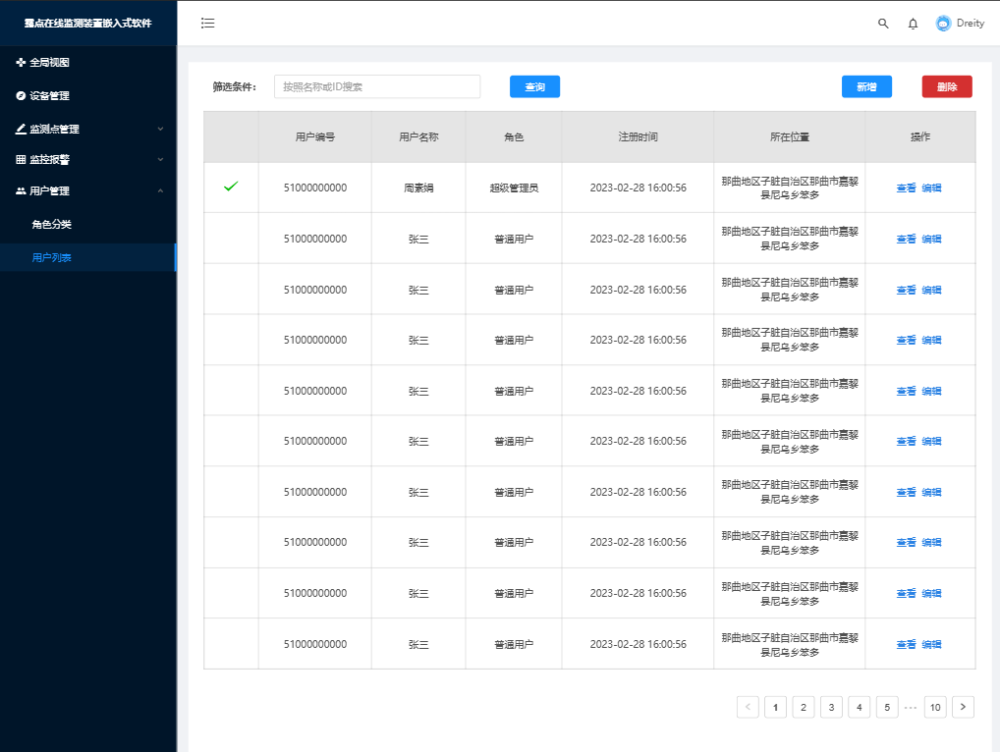 露点在线监测装置嵌入式软件
Dreity
全局视图
设备管理
监测点管理
监控报警
用户管理
角色分类
用户列表
筛选条件: 按照名称或ID搜索 查询 新增 删除
用户编号 用户名称 角色 注册时间 所在位置 操作
51000000000 周素娟 超级管理员 2023-02-28 16:00:56 那曲地区子脏自治区那曲市嘉黎 查看 编辑
县尼乌乡笨多
51000000000 张三 普通用户 2023-02-28 16:00:56 那曲地区子脏自治区那曲市嘉黎 查看 编辑
县尼乌乡笨多
51000000000 张三 普通用户 2023-02-28 16:00:56 那曲地区子脏自治区那曲市嘉黎 查看 编辑
县尼乌乡笨多
51000000000 张三 普通用户 2023-02-28 16:00:56 那曲地区子脏自治区那曲市嘉黎 查看 编辑
县尼乌乡笨多
51000000000 张三 普通用户 2023-02-28 16:00:56 那曲地区子脏自治区那曲市嘉黎 查看 编辑
县尼乌乡笨多
51000000000 张三 普通用户 2023-02-28 16:00:56 那曲地区子脏自治区那曲市嘉黎 查看 编辑
县尼乌乡笨多
51000000000 张三 普通用户 2023-02-28 16:00:56 那曲地区子脏自治区那曲市嘉黎 查看 编辑
县尼乌乡笨多
51000000000 张三 普通用户 2023-02-28 16:00:56 那曲地区子脏自治区那曲市嘉黎 查看 编辑
县尼乌乡笨多
51000000000 张三 普通用户 2023-02-28 16:00:56 那曲地区子脏自治区那曲市嘉黎 查看 编辑
县尼乌乡笨多
51000000000 张三 普通用户 2023-02-28 16:00:56 那曲地区子脏自治区那曲市嘉黎 查看 编辑
县尼乌乡笨多
< 1 2 3 4 5 ··· 10 >